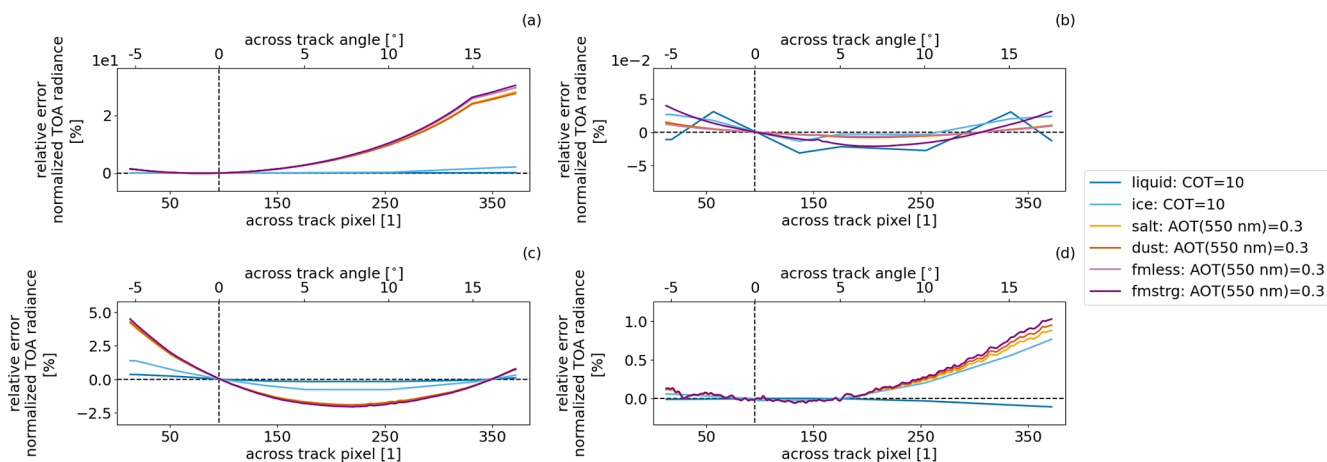 (a)
across track angle [°]
-5 0 5 10 15
1e1
relative error
normalized TOA radiance
[%]
2
0
50 150 250 350
across track pixel [1]
(b)
across track angle [°]
-5 0 5 10 15
1e−2
relative error
normalized TOA radiance
[%]
5
0
−5
50 150 250 350
across track pixel [1]
(c)
across track angle [°]
-5 0 5 10 15
relative error
normalized TOA radiance
[%]
5.0
2.5
0.0
−2.5
50 150 250 350
across track pixel [1]
(d)
across track angle [°]
-5 0 5 10 15
relative error
normalized TOA radiance
[%]
1.0
0.5
0.0
50 150 250 350
across track pixel [1]
liquid: COT=10
ice: COT=10
salt: AOT(550 nm)=0.3
dust: AOT(550 nm)=0.3
fmless: AOT(550 nm)=0.3
fmstrg: AOT(550 nm)=0.3